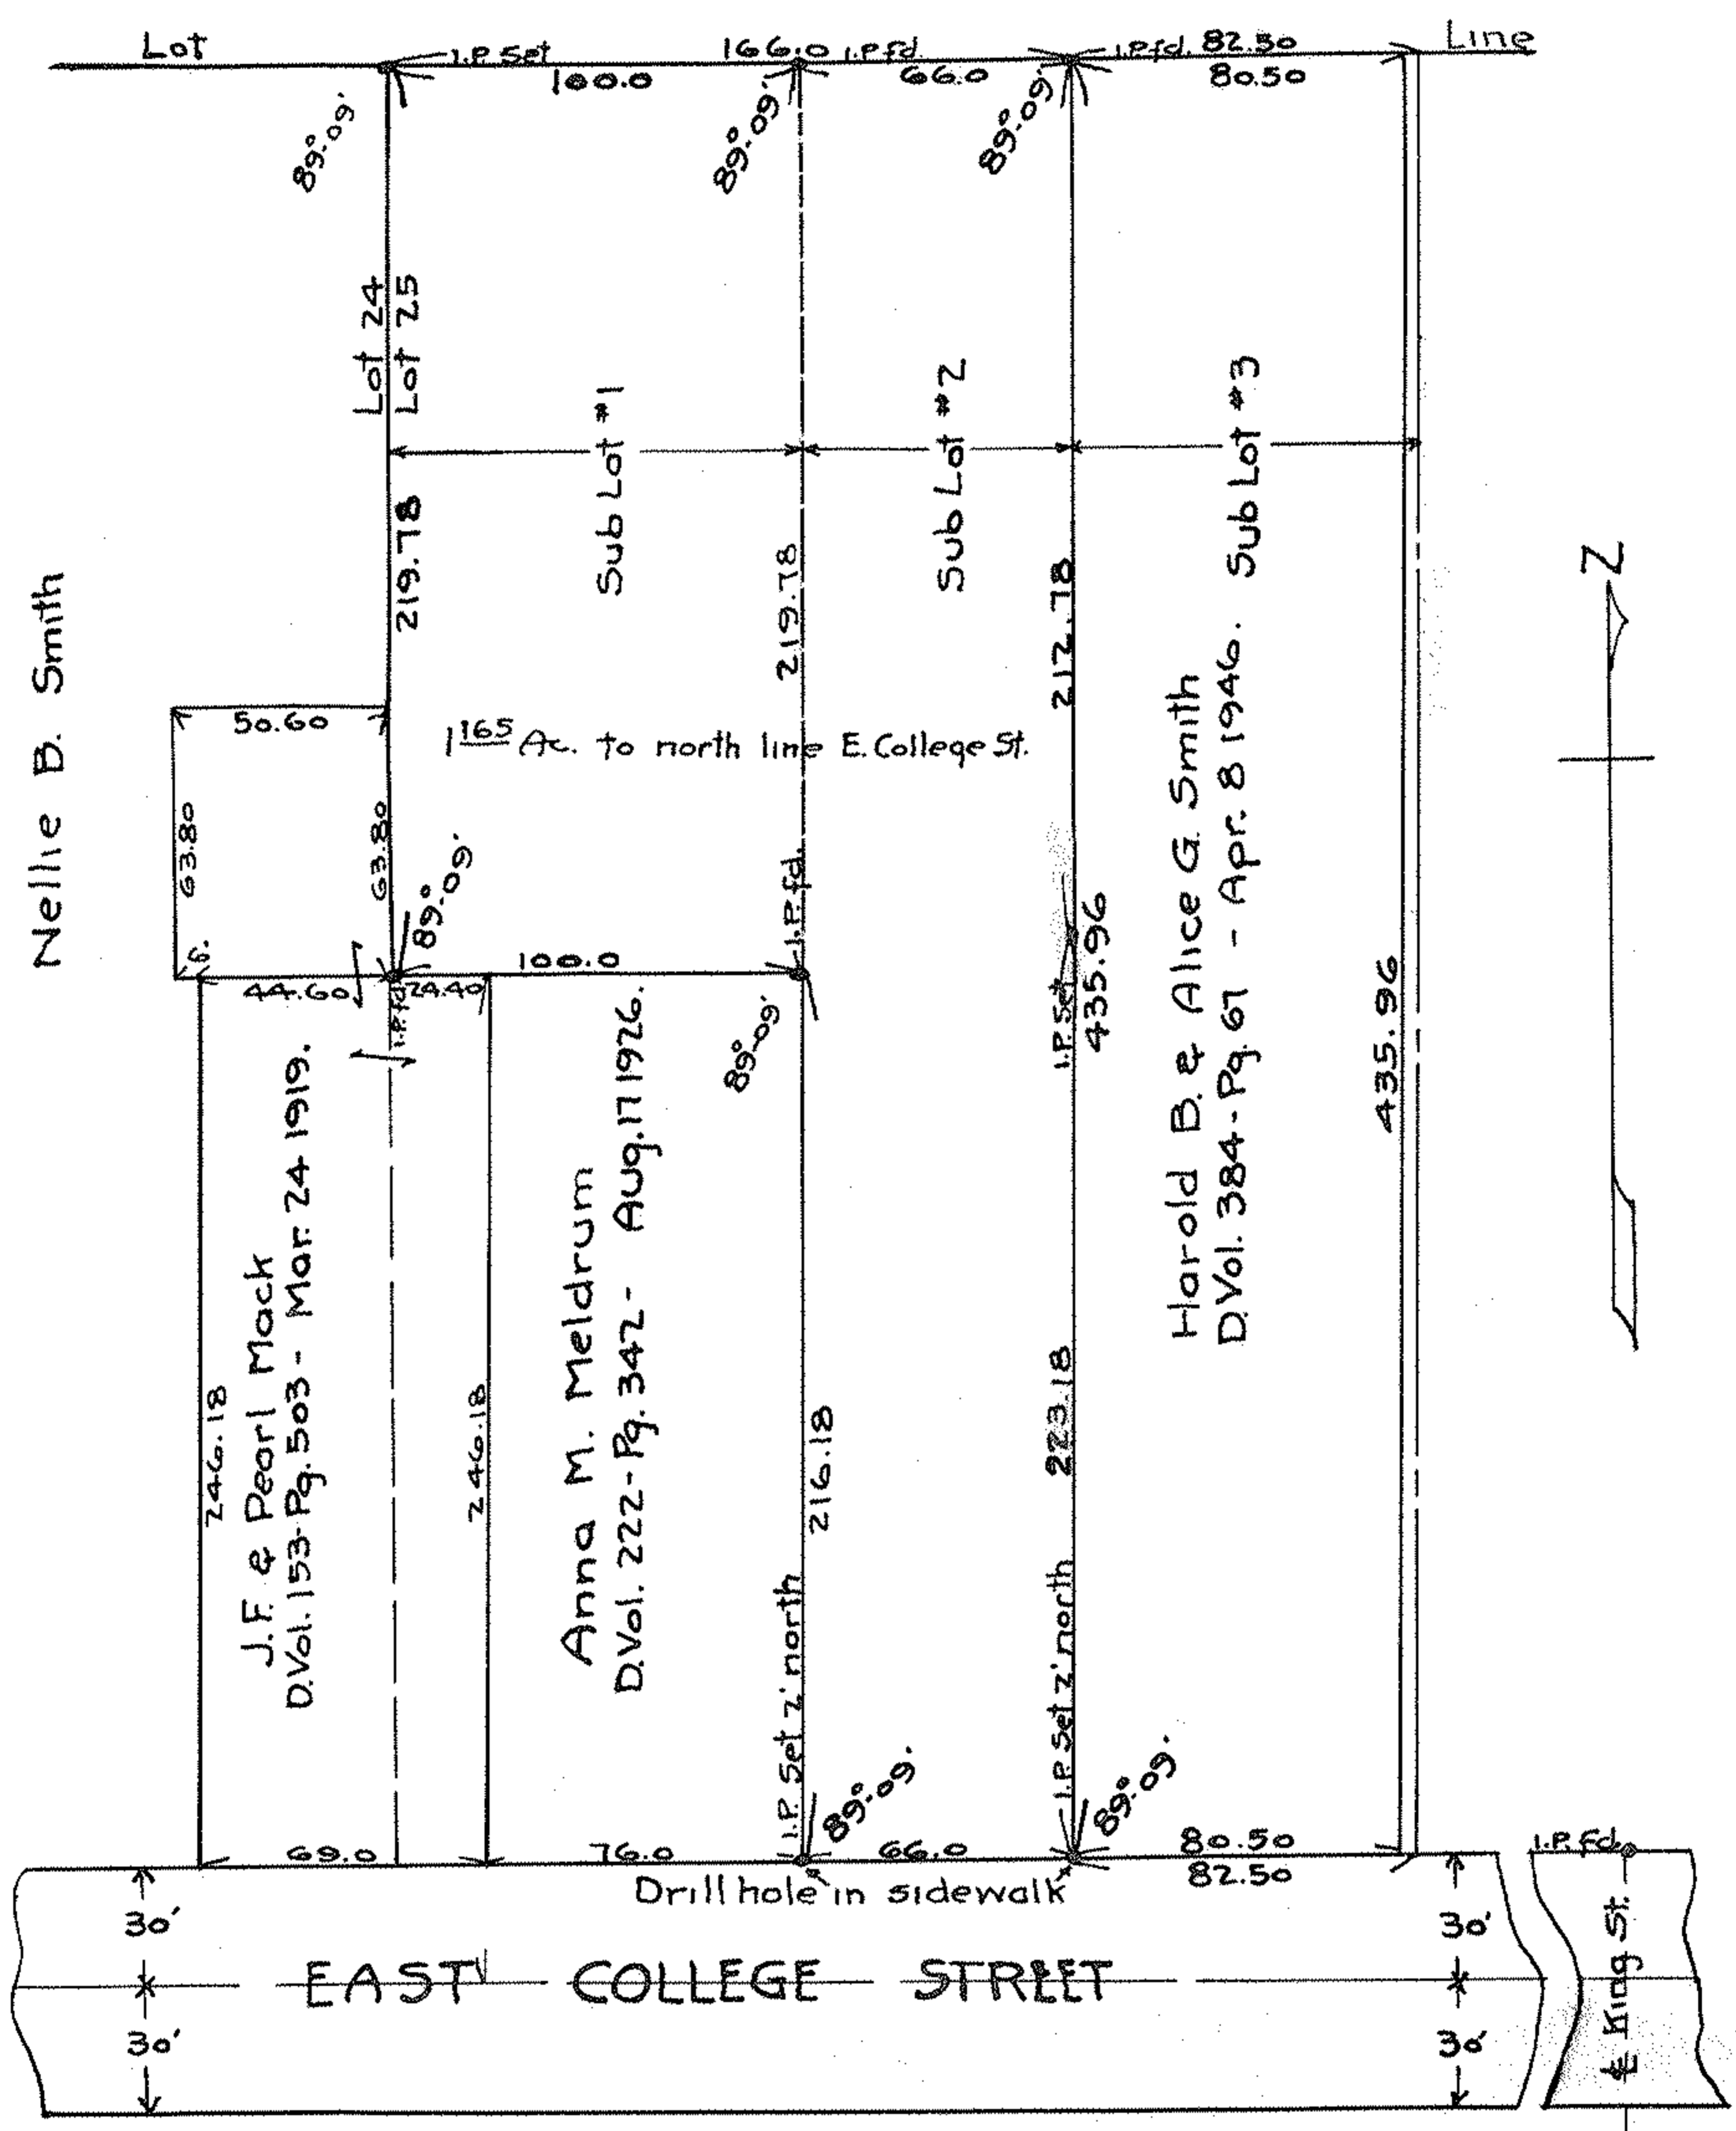 Lot
I.P. Set
166.0
I.P. fd.
I.P. fd.
82.50
Line
100.0
66.0
80.50
89°-09'
89°-09'
89°-09'
Lot 24
Lot 25
Sub Lot #1
Sub Lot #2
Sub Lot #3
219.78
219.78
212.78
Nellie B. Smith
50.60
63.80
63.80
1 165 Ac. to north line E. College St.
89°-09'
I.P. fd.
6.
44.60
I.P. fd.
24.40
100.0
89°-09'
I.P. Set
435.96
435.96
Harold B. & Alice G. Smith
D.Vol. 384-Pg. 67 - Apr. 8 1946.
N
J.F. & Pearl Mack
D.Vol. 153-Pg. 503 - Mar. 24 1919.
Anna M. Meldrum
D.Vol. 222-Pg. 342 - Aug. 17 1926.
246.18
246.18
216.18
223.18
I.P. Set 2' north
I.P. Set 2' north
89°-09'
89°-09'
69.0
76.0
66.0
80.50
82.50
I.P. fd.
Drill hole in sidewalk
30'
30'
EAST COLLEGE STREET
30'
30'
℄ King St.